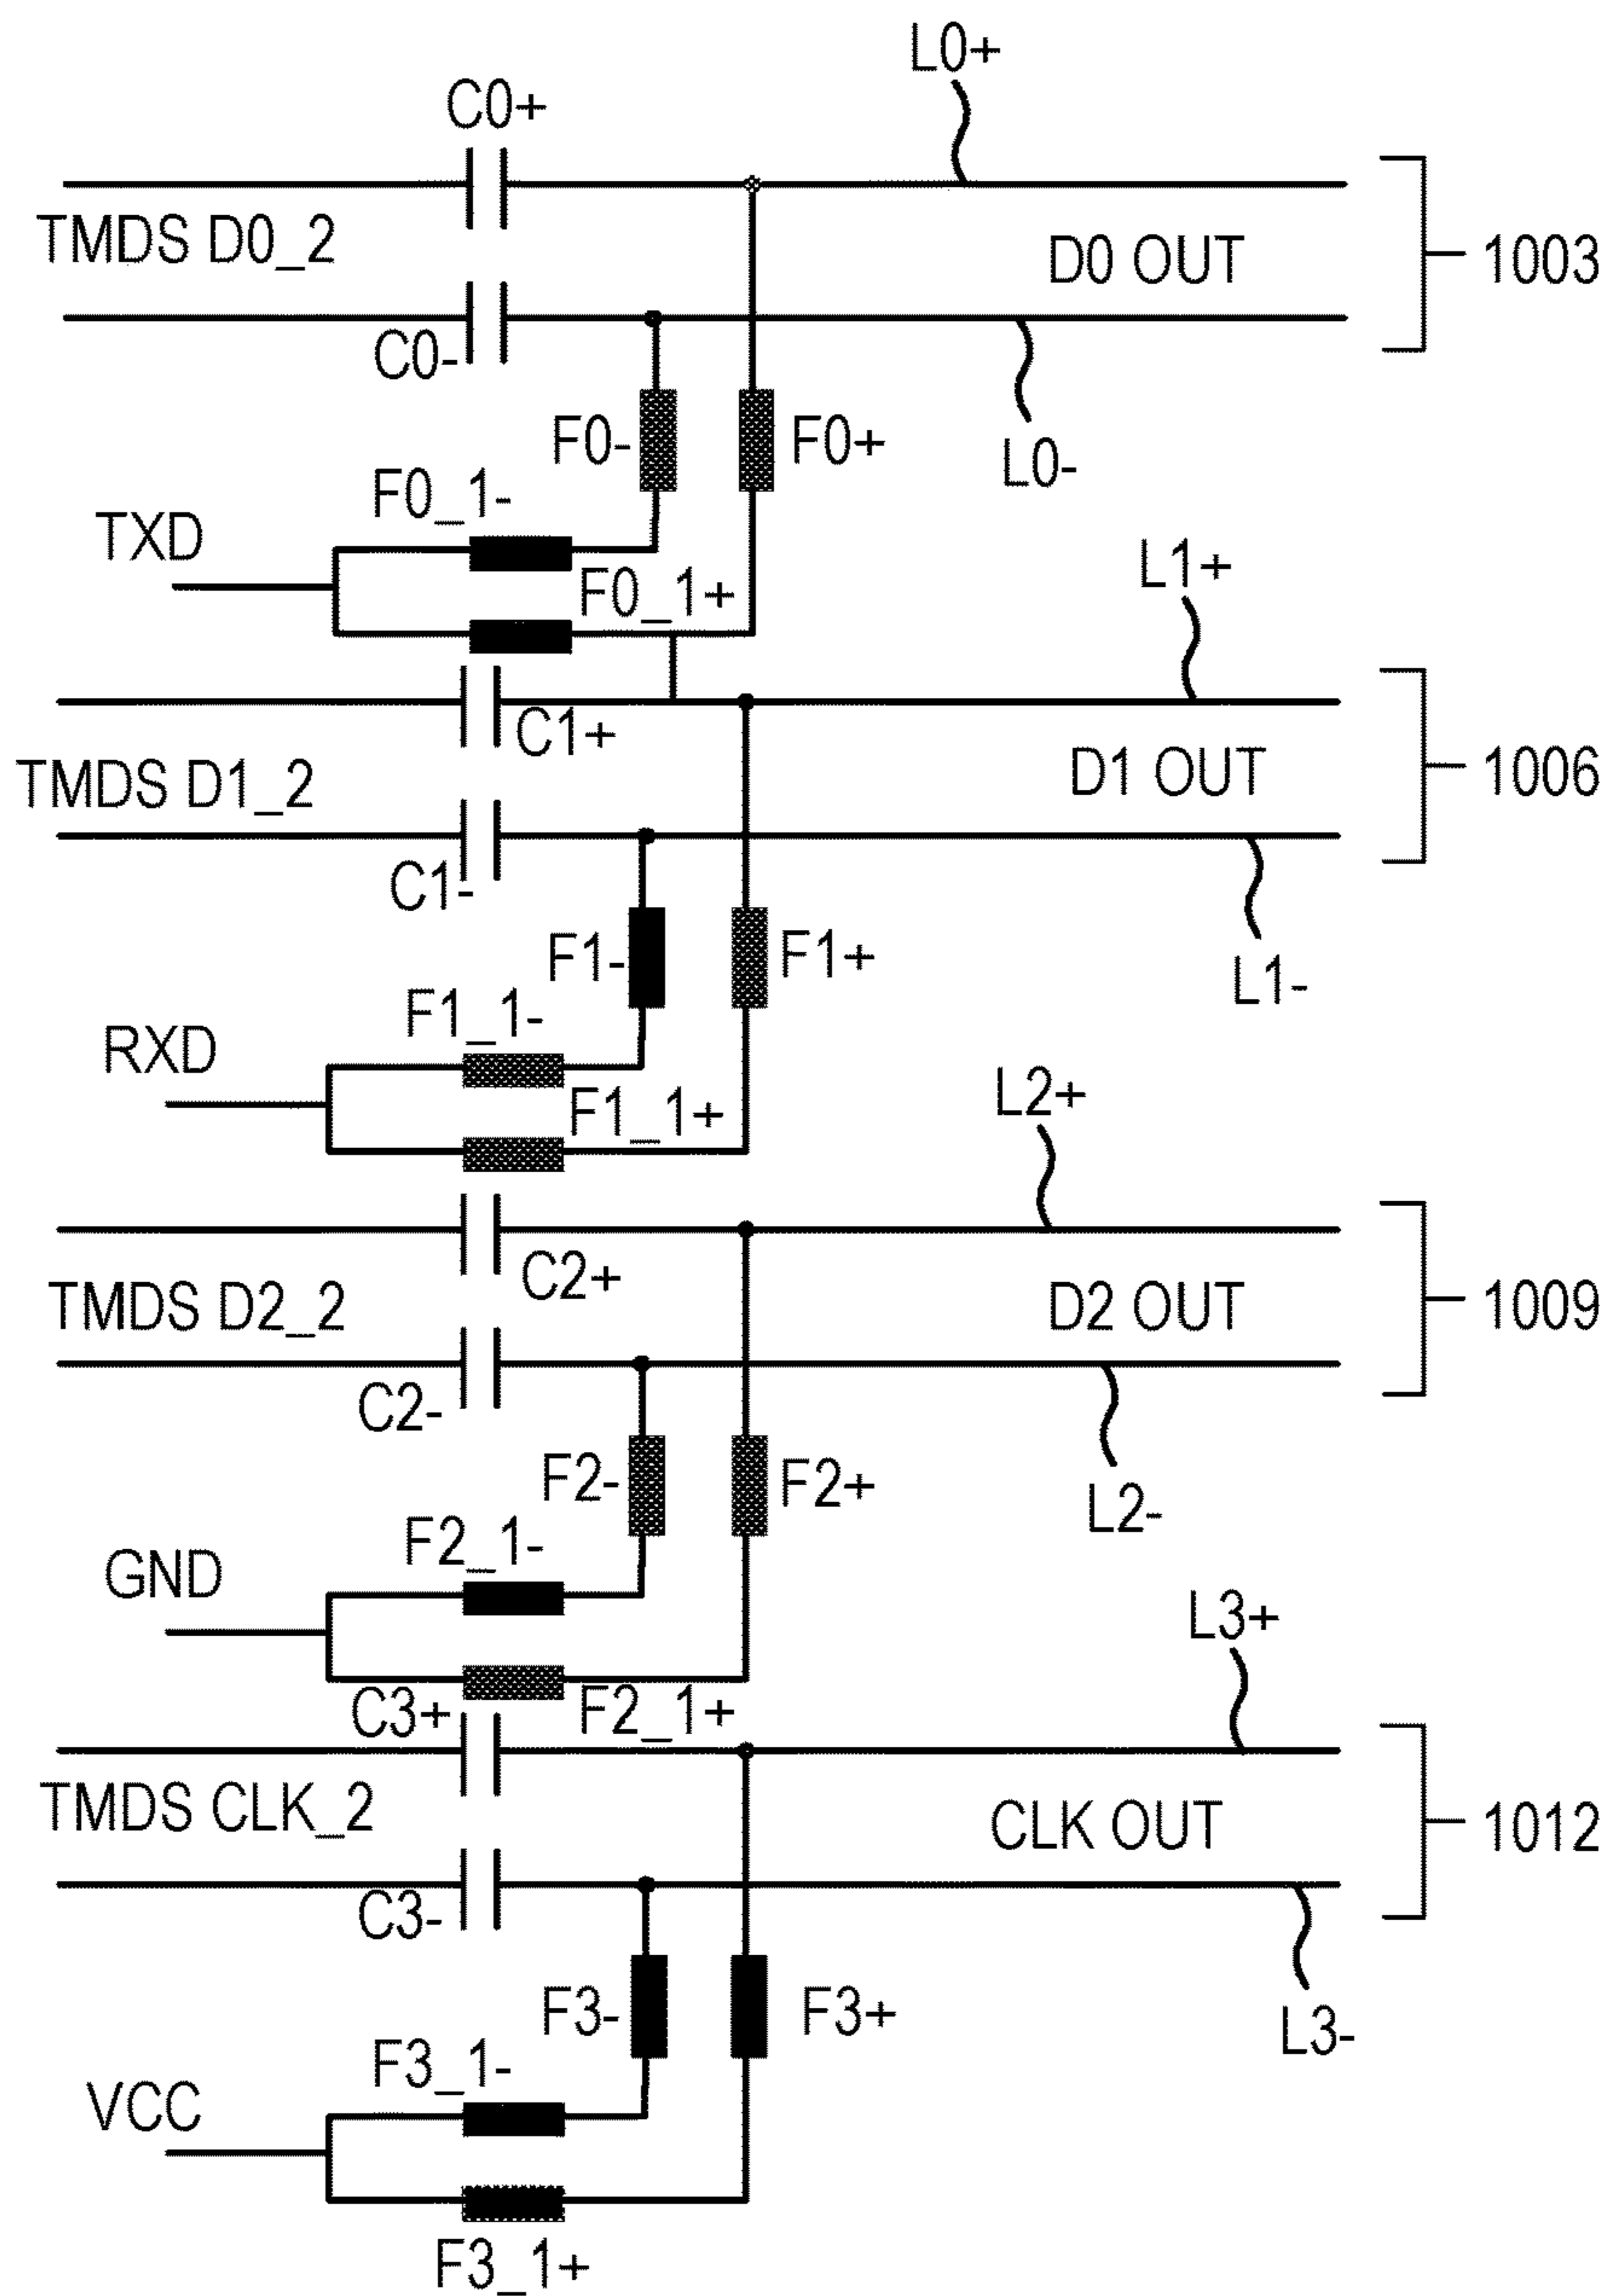 L0+
C0+
TMDS D0_2
D0 OUT
1003
C0-
F0-
F0+
L0-
F0_1-
TXD
F0_1+
L1+
C1+
TMDS D1_2
D1 OUT
1006
C1-
F1-
F1+
L1-
F1_1-
RXD
F1_1+
L2+
C2+
TMDS D2_2
D2 OUT
1009
C2-
F2-
F2+
L2-
F2_1-
GND
L3+
C3+
F2_1+
TMDS CLK_2
CLK OUT
1012
C3-
F3-
F3+
L3-
F3_1-
VCC
F3_1+